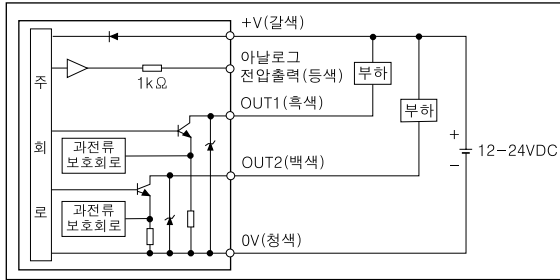 +V(갈색)
아날로그
전압출력(등색)
1kΩ
부하
주
회
로
OUT1(흑색)
부하
과전류
보호회로
+
12-24VDC
-
OUT2(백색)
과전류
보호회로
0V(청색)